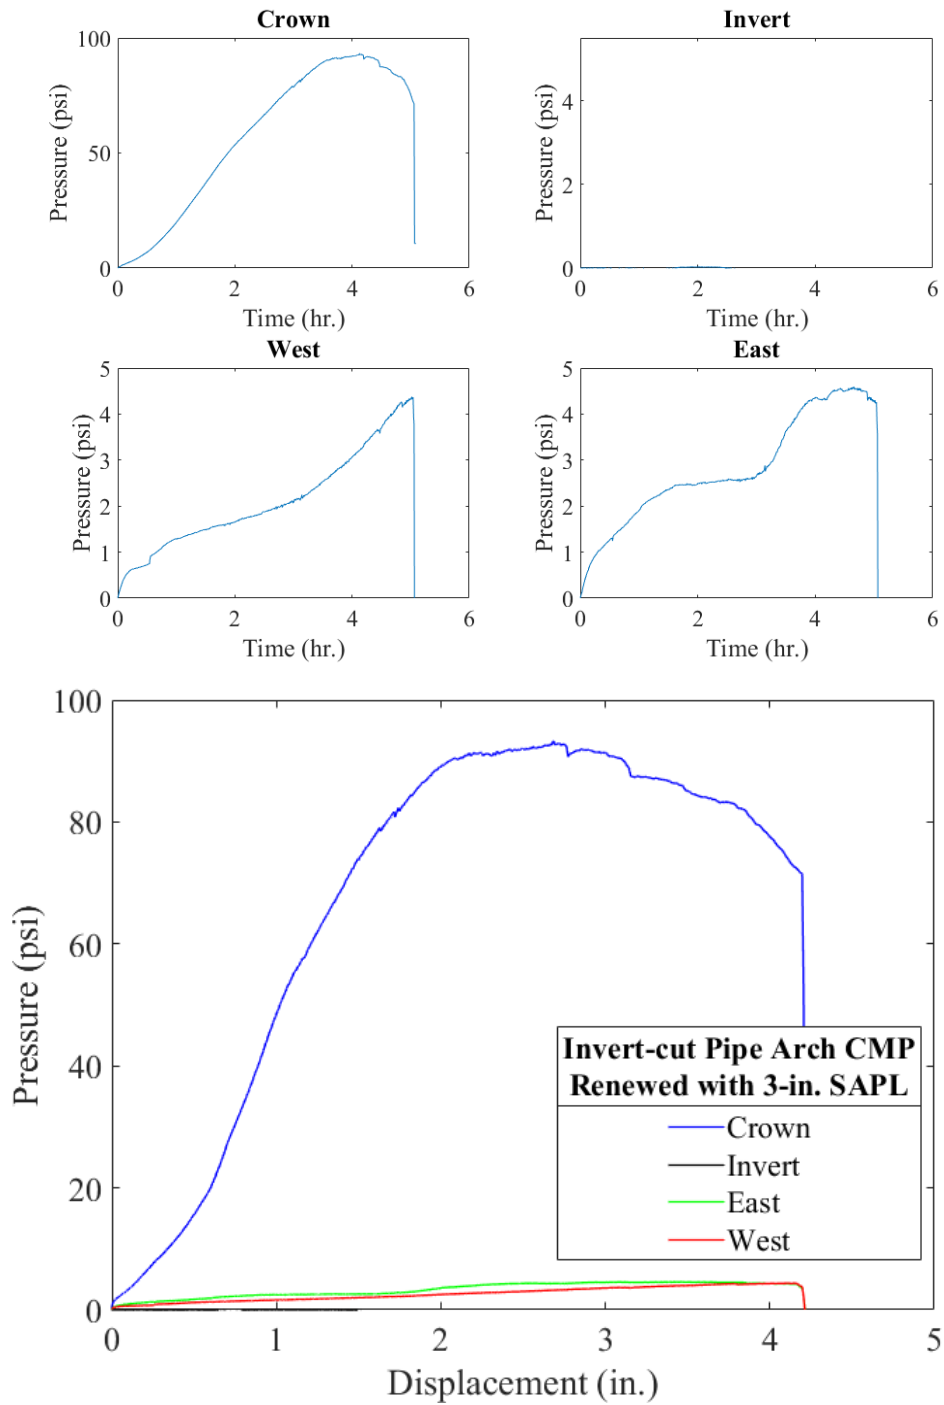 Crown
Pressure (psi)
100
50
0
0 2 4 6
Time (hr.)
Invert
Pressure (psi)
4
2
0
0 2 4 6
Time (hr.)
West
Pressure (psi)
5
4
3
2
1
0
0 2 4 6
Time (hr.)
East
Pressure (psi)
5
4
3
2
1
0
0 2 4 6
Time (hr.)
Pressure (psi)
100
80
60
40
20
0
0 1 2 3 4 5
Displacement (in.)
Invert-cut Pipe Arch CMP
Renewed with 3-in. SAPL
Crown
Invert
East
West